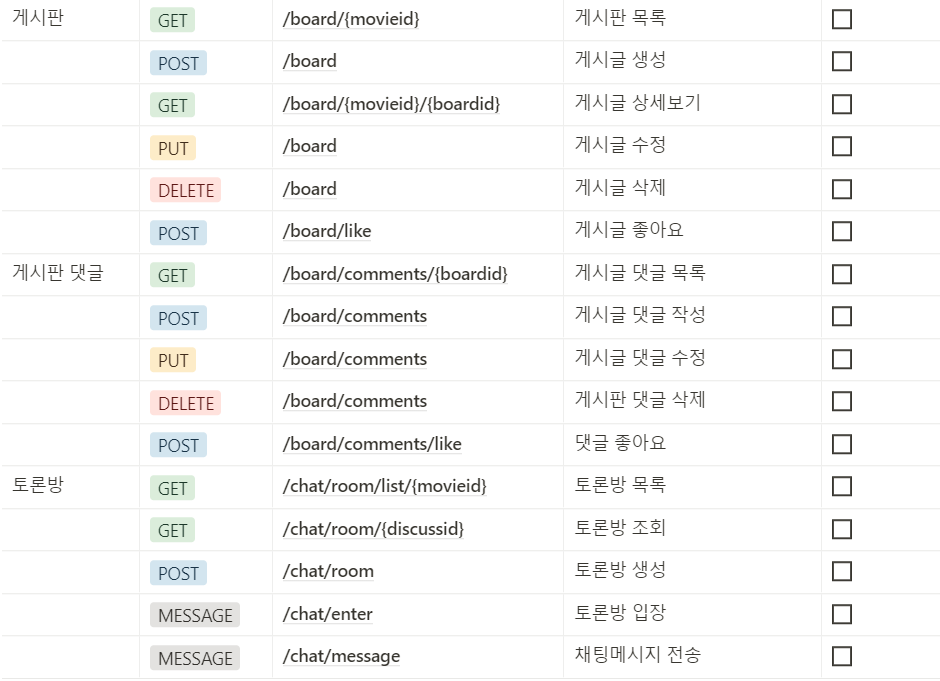 게시판 GET /board/{movieid} 게시판 목록
POST /board 게시글 생성
GET /board/{movieid}/{boardid} 게시글 상세보기
PUT /board 게시글 수정
DELETE /board 게시글 삭제
POST /board/like 게시글 좋아요
게시판 댓글 GET /board/comments/{boardid} 게시글 댓글 목록
POST /board/comments 게시글 댓글 작성
PUT /board/comments 게시글 댓글 수정
DELETE /board/comments 게시판 댓글 삭제
POST /board/comments/like 댓글 좋아요
토론방 GET /chat/room/list/{movieid} 토론방 목록
GET /chat/room/{discussid} 토론방 조회
POST /chat/room 토론방 생성
MESSAGE /chat/enter 토론방 입장
MESSAGE /chat/message 채팅메시지 전송